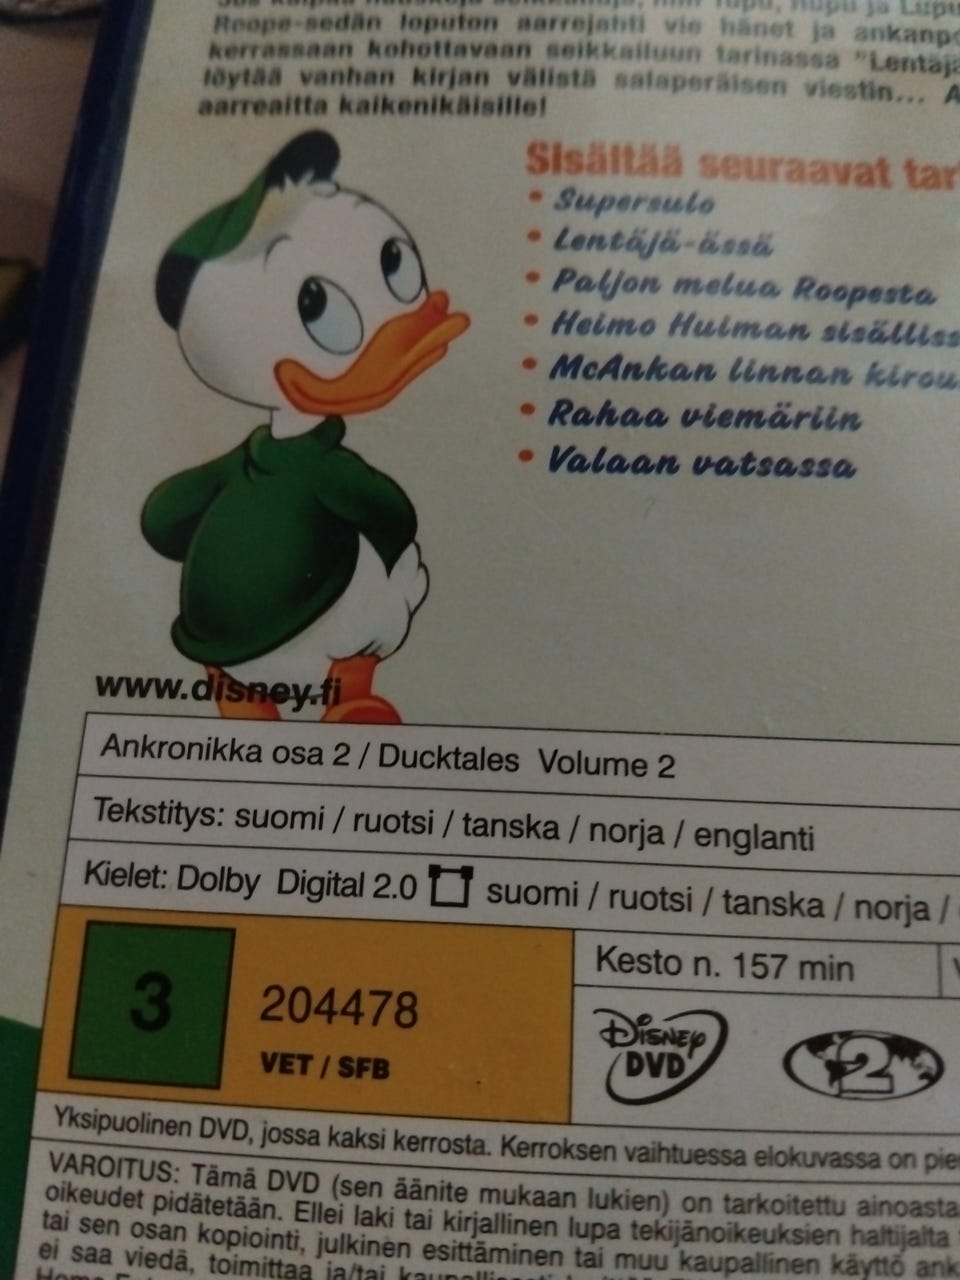 Roope-sedän loputon aarrejahti vie hänet ja
kerrassaan kohottavaan seikkailuun tarinassa "Lentäjä
löytää vanhan kirjan välistä salaperäisen viestin... A
aarreaitta kaikenikäisille!
Sisältää seuraavat tar
• Supersulo
• Lentäjä-ässä
• Paljon melua Roopesta
• Heimo Huiman sisälliss
• McAnkan linnan kirou
• Rahaa viemäriin
• Valaan vatsassa
www.disney.fi
Ankronikka osa 2 / Ducktales Volume 2
Tekstitys: suomi / ruotsi / tanska / norja / englanti
Kielet: Dolby Digital 2.0 suomi / ruotsi / tanska / norja /
3
204478
VET / SFB
Kesto n. 157 min
DISNEY
DVD
2
Yksipuolinen DVD, jossa kaksi kerrosta. Kerroksen vaihtuessa elokuvassa on pie
VAROITUS: Tämä DVD (sen äänite mukaan lukien) on tarkoitettu ainoasta
oikeudet pidätetään. Ellei laki tai kirjallinen lupa tekijänoikeuksien haltijalta
tai sen osan kopiointi, julkinen esittäminen tai muu kaupallinen käyttö ank
ei saa viedä, toimittaa ja/tai